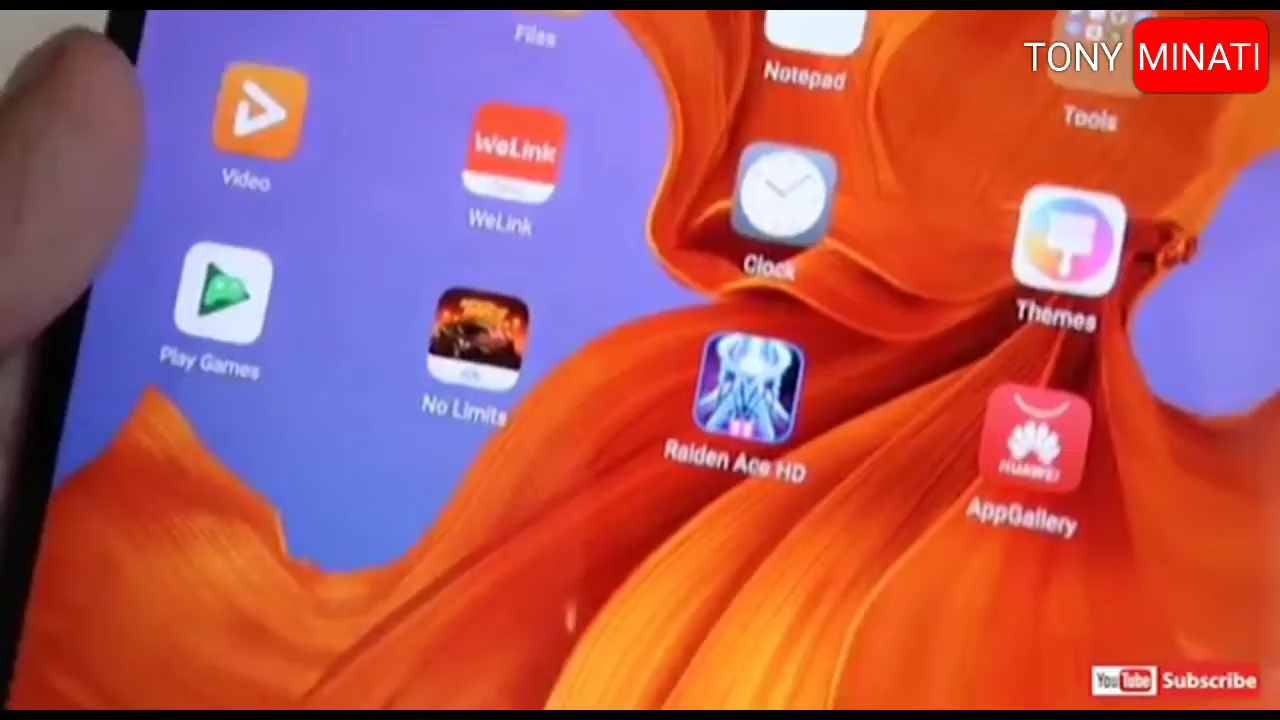 TONY MINATI
Files
Notepad
Tools
Video
WeLink
WeLink
Clock
Themes
Play Games
No Limits
Raiden Ace HD
HUAWEI
AppGallery
YouTube Subscribe